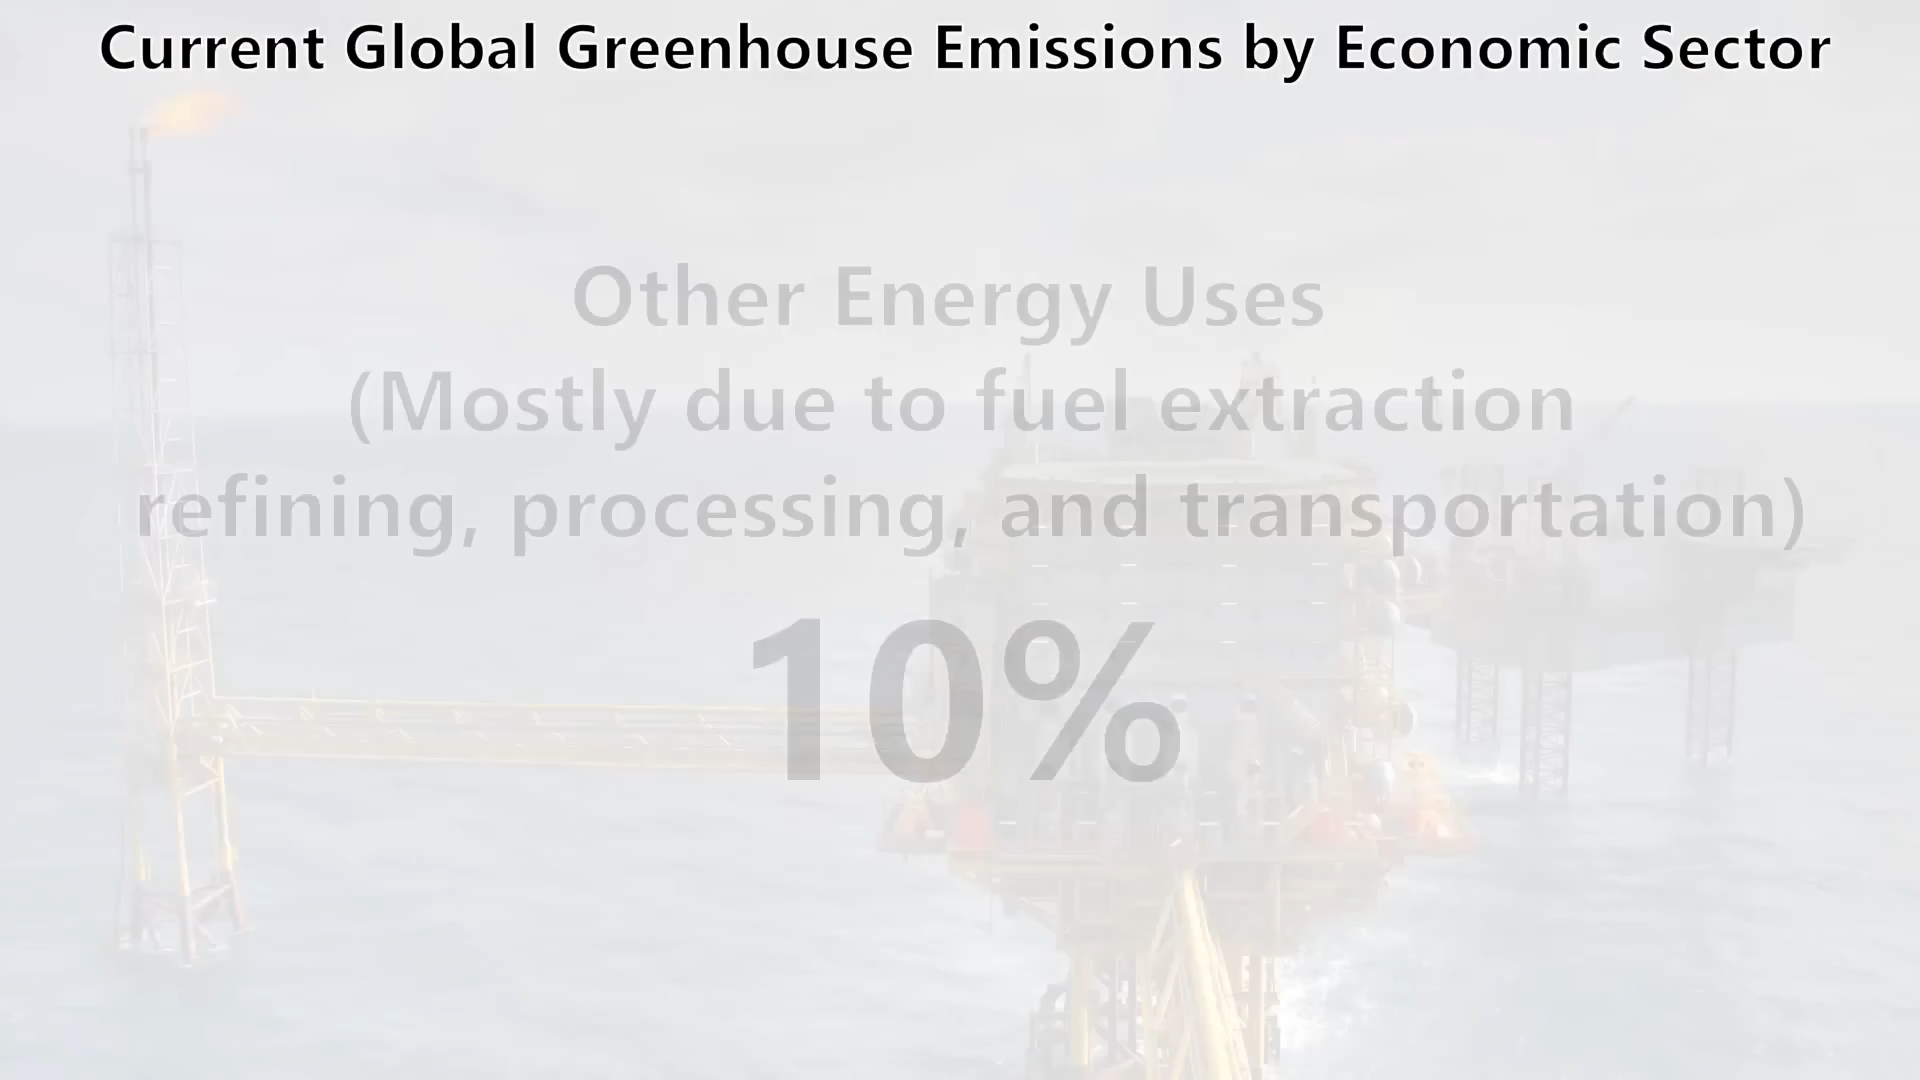 Current Global Greenhouse Emissions by Economic Sector
Other Energy Uses
(Mostly due to fuel extraction
refining, processing, and transportation)
10%